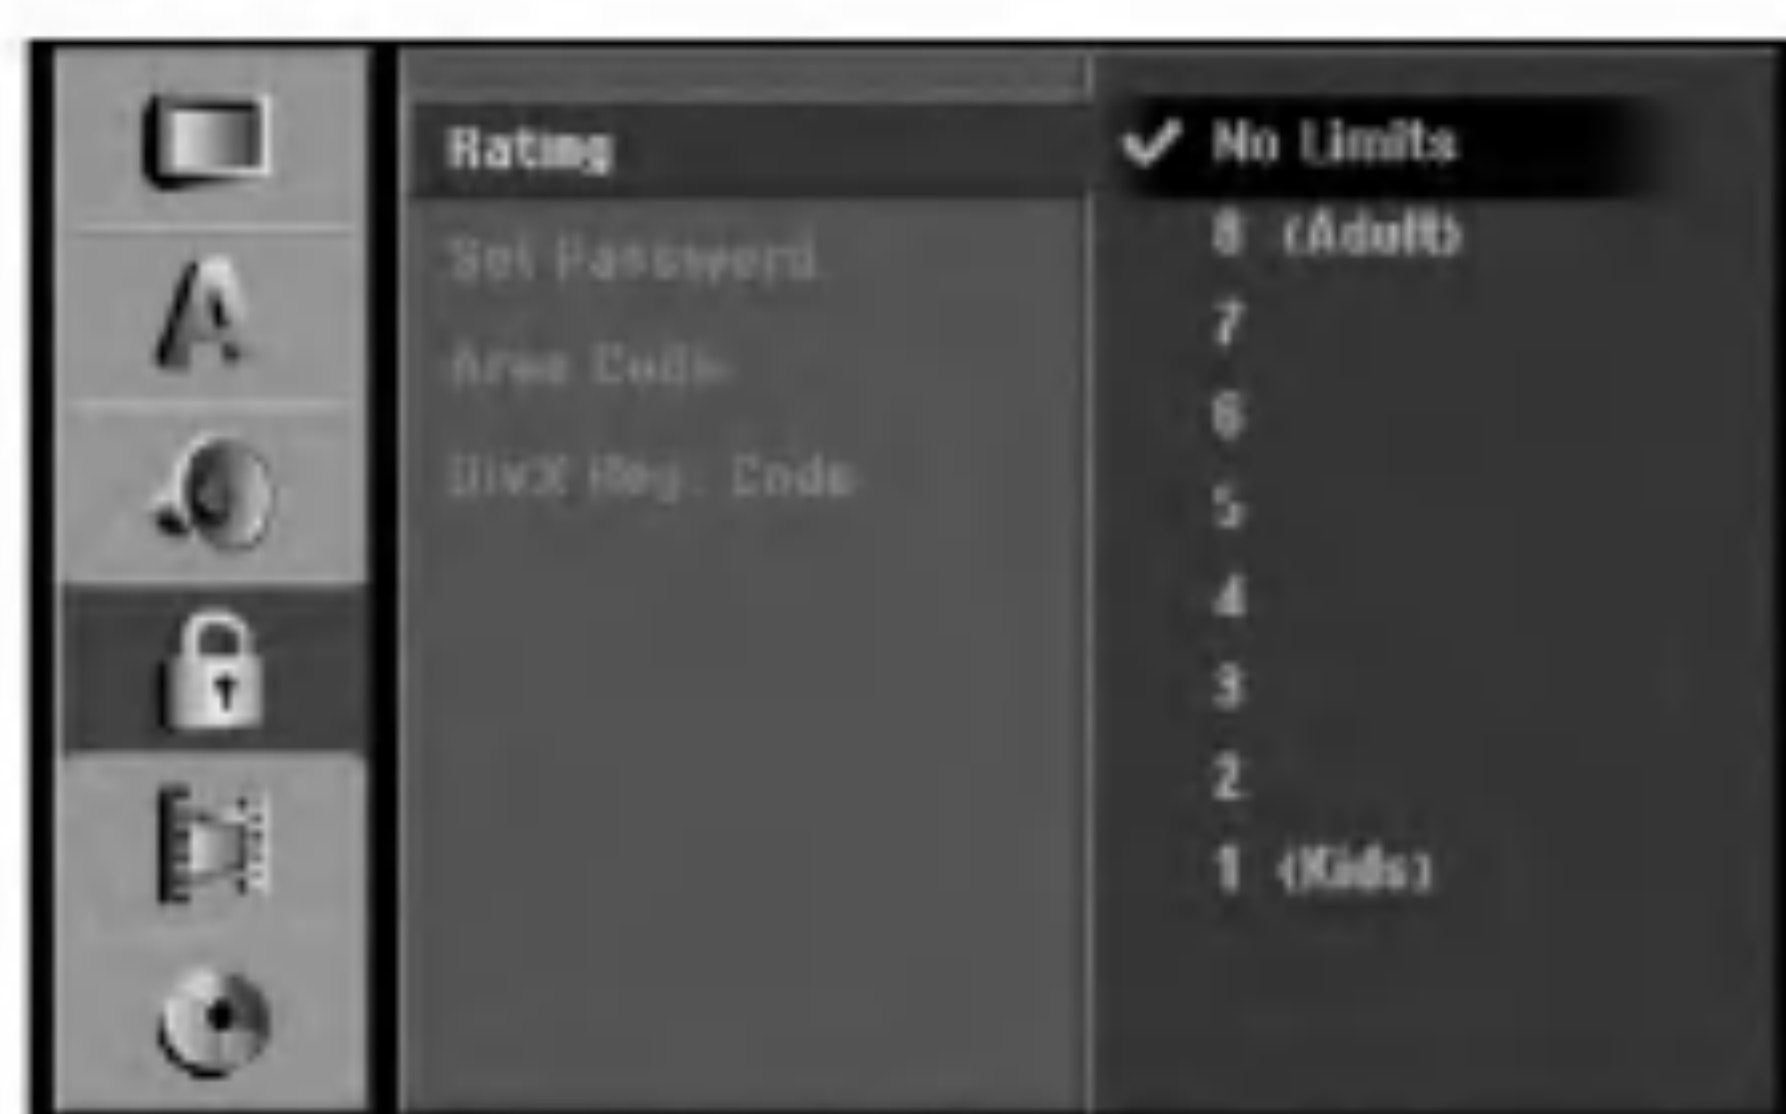 Rating
Set Password
Area Code
DivX Reg. Code
No Limits
8 (Adult)
7
6
5
4
3
2
1 (Kids)